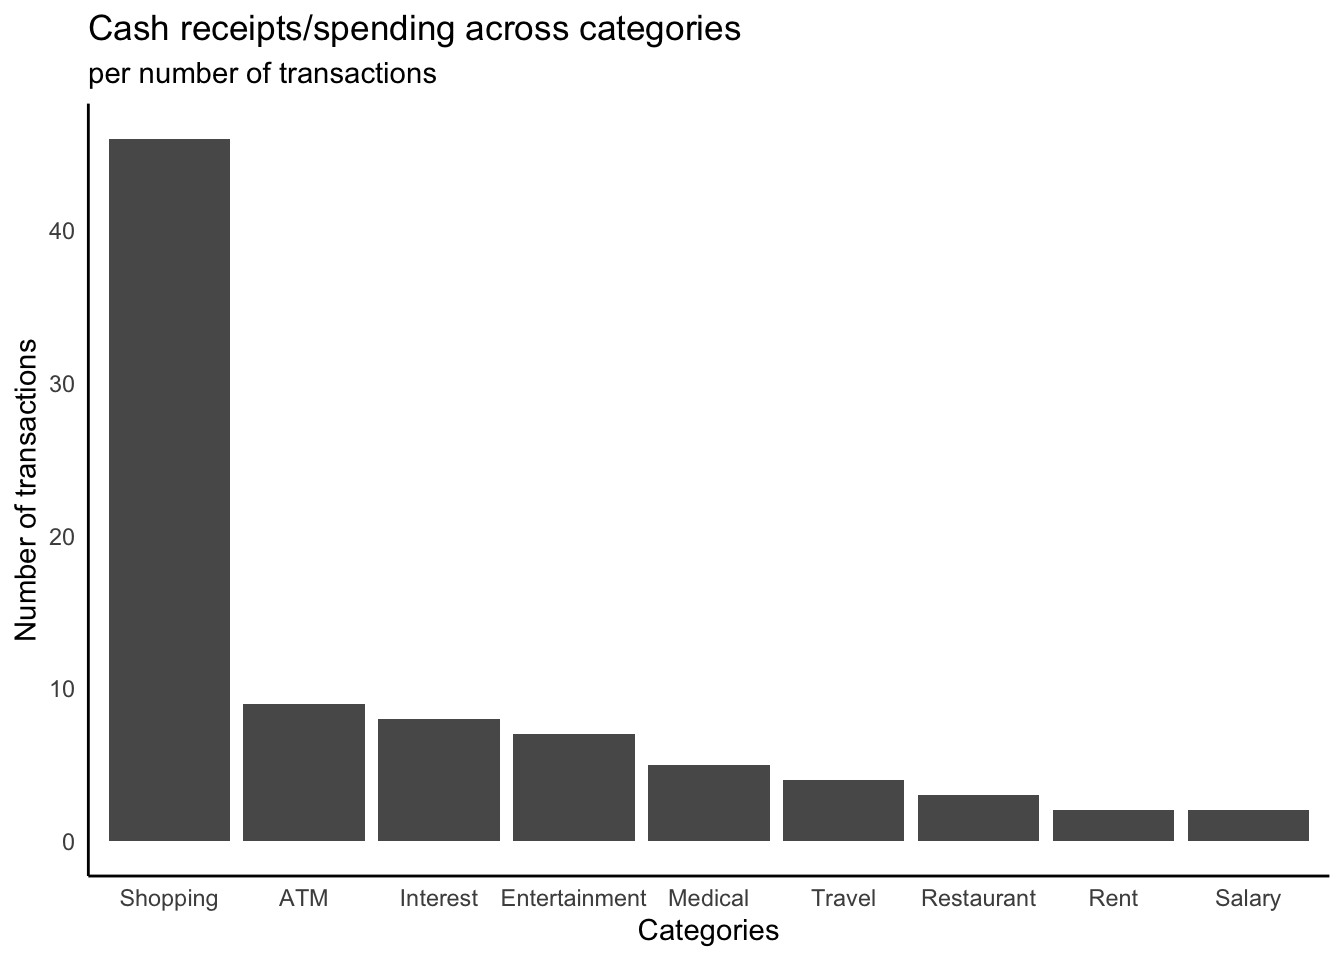 Cash receipts/spending across categories
per number of transactions
Number of transactions
40
30
20
10
0
Shopping ATM Interest Entertainment Medical Travel Restaurant Rent Salary
Categories